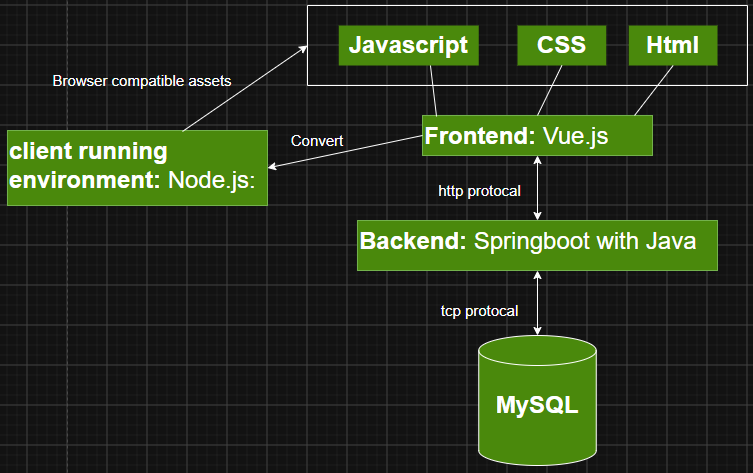 Javascript
CSS
Html
Browser compatible assets
client running
environment: Node.js:
Convert
Frontend: Vue.js
http protocal
Backend: Springboot with Java
tcp protocal
MySQL